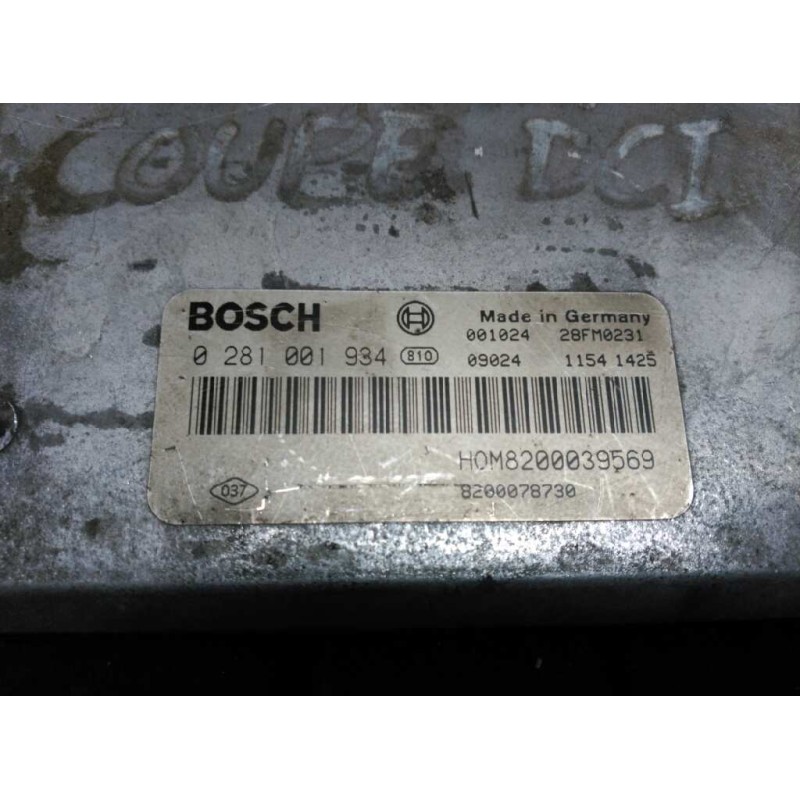 COUPE DCI
BOSCH
Made in Germany
001024 28FM0231
0 281 001 934 810
09024 1154 1425
HOM8200039569
037
8200078730